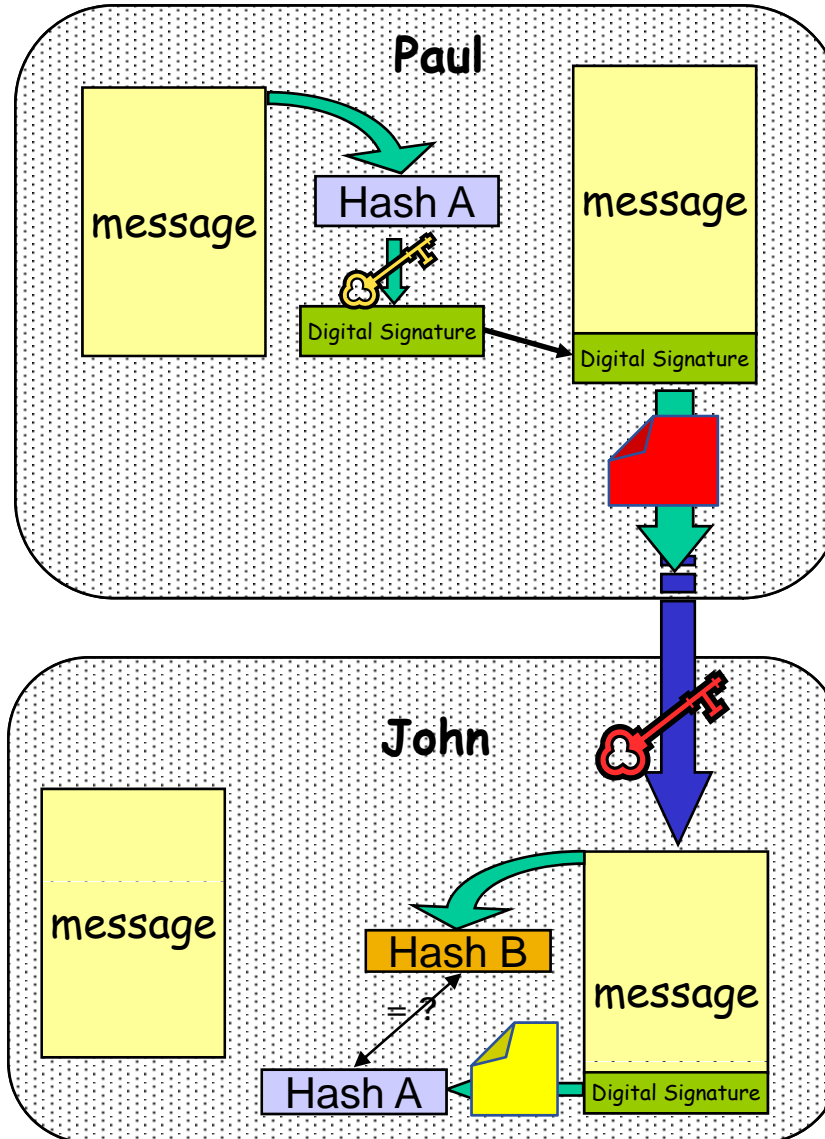 Paul
message
Hash A
Digital Signature
message
Digital Signature
John
message
Hash B
= ?
Hash A
message
Digital Signature